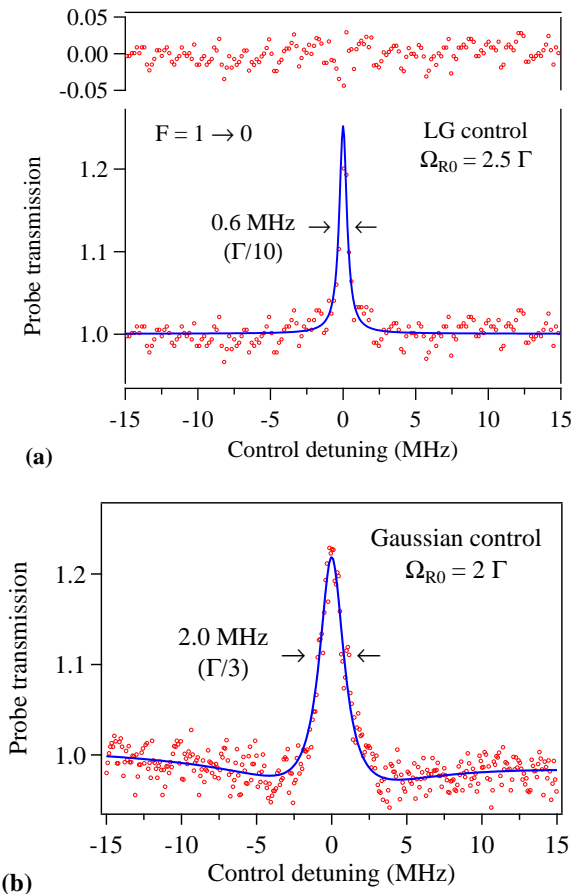 0.05
0.00
-0.05
F = 1 → 0
LG control
Ω_R0 = 2.5 Γ
1.2
1.1
1.0
Probe transmission
0.6 MHz
(Γ/10)
-15 -10 -5 0 5 10 15
Control detuning (MHz)
(a)
Gaussian control
Ω_R0 = 2 Γ
1.2
1.1
1.0
Probe transmission
2.0 MHz
(Γ/3)
-15 -10 -5 0 5 10 15
Control detuning (MHz)
(b)